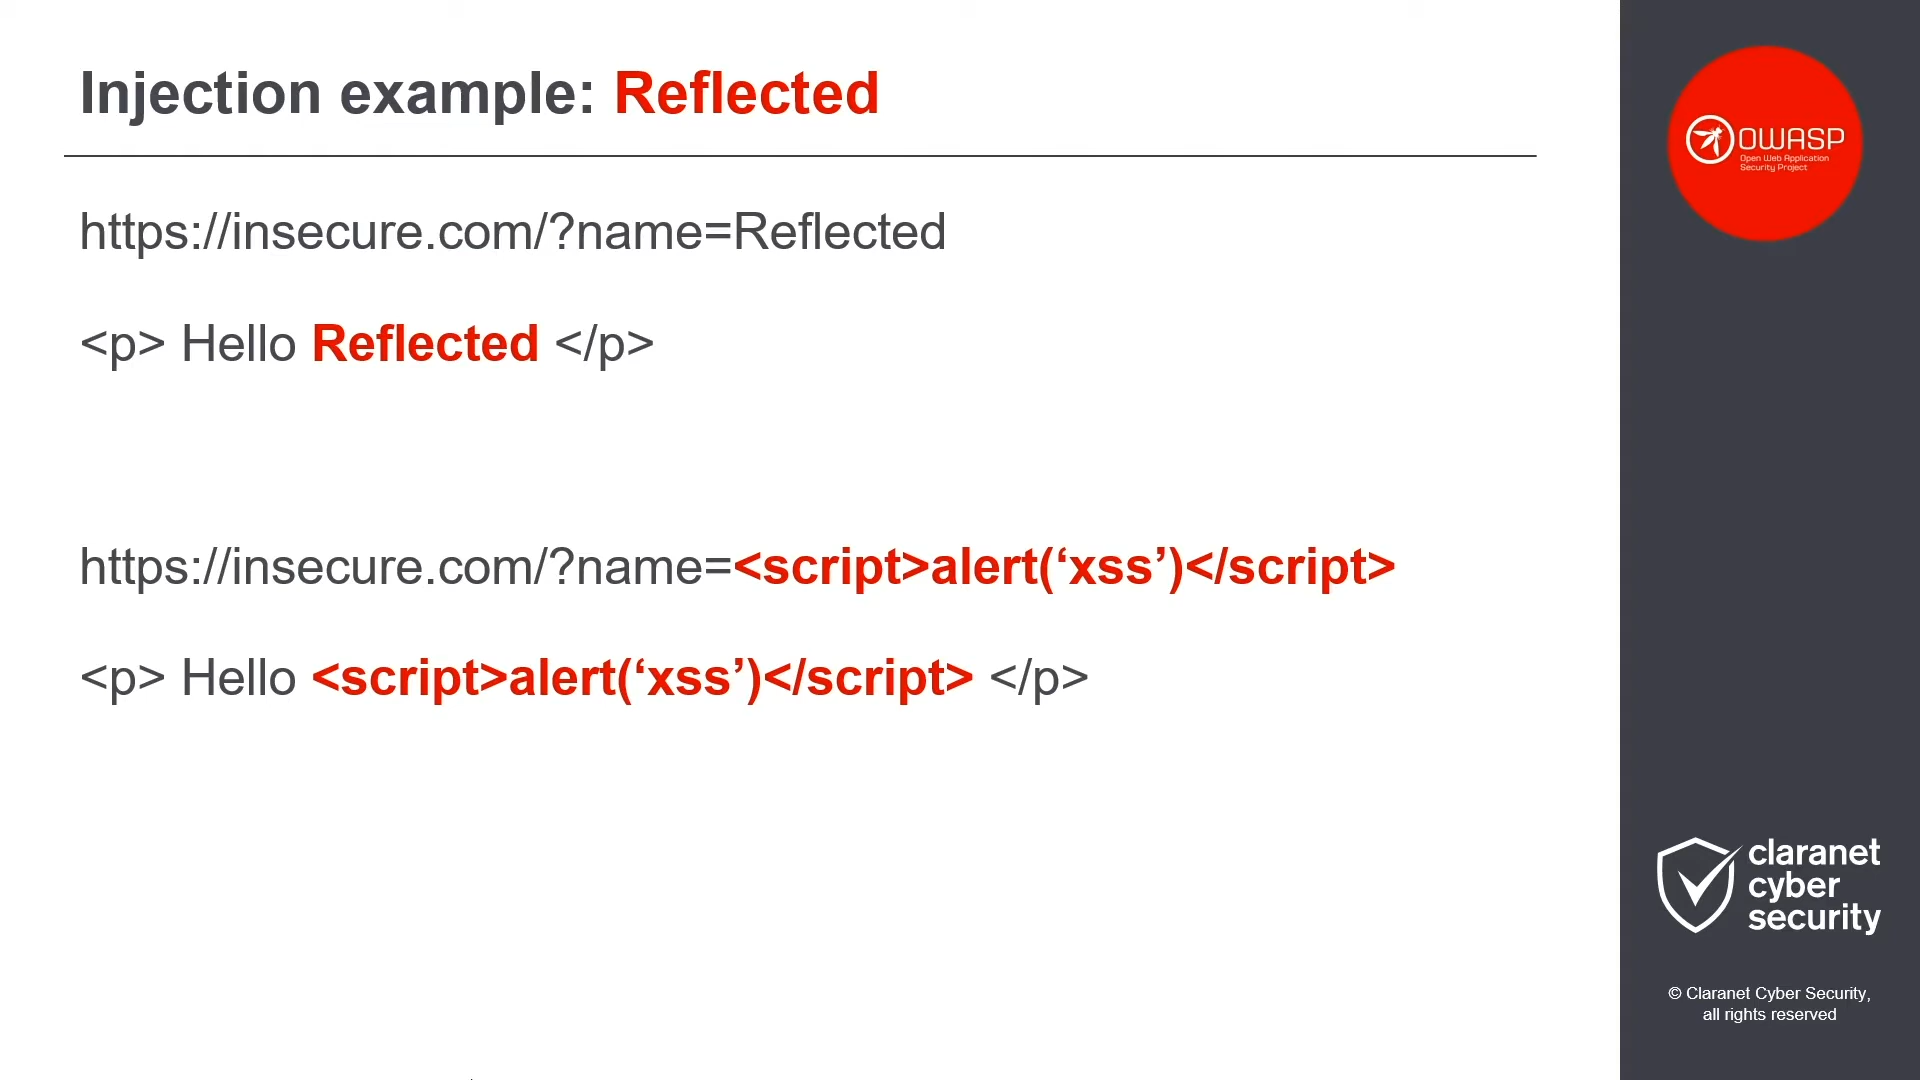 Injection example: Reflected
https://insecure.com/?name=Reflected
<p> Hello Reflected </p>
https://insecure.com/?name=<script>alert(‘xss’)</script>
<p> Hello <script>alert(‘xss’)</script> </p>
OWASP
Open Web Application
Security Project
claranet
cyber
security
© Claranet Cyber Security,
all rights reserved